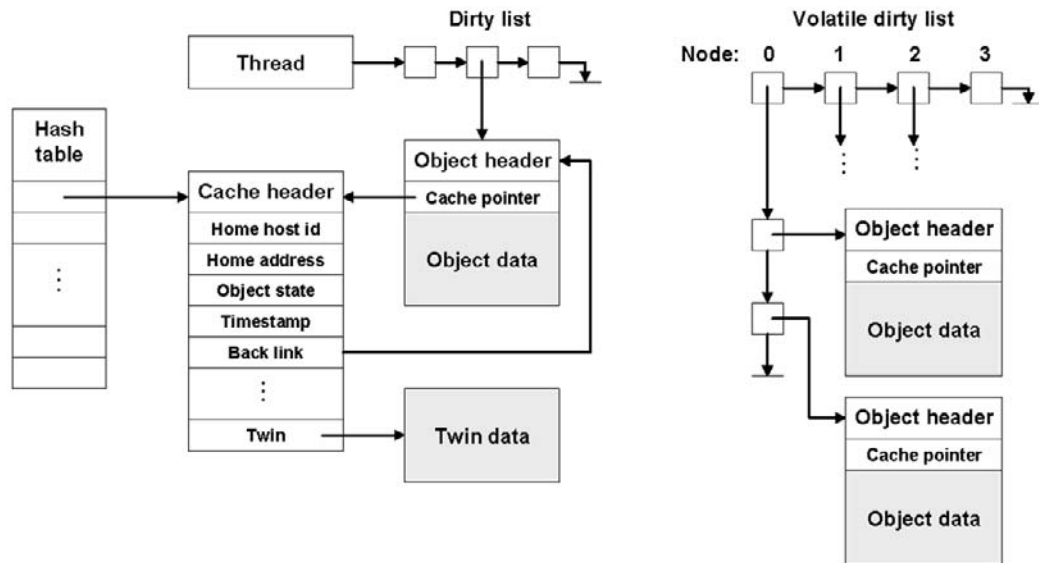 Dirty list
Thread
Hash
table
Cache header
Home host id
Home address
Object state
Timestamp
Back link
⋮
Twin
Object header
Cache pointer
Object data
Twin data
Volatile dirty list
Node: 0 1 2 3
Object header
Cache pointer
Object data
Object header
Cache pointer
Object data